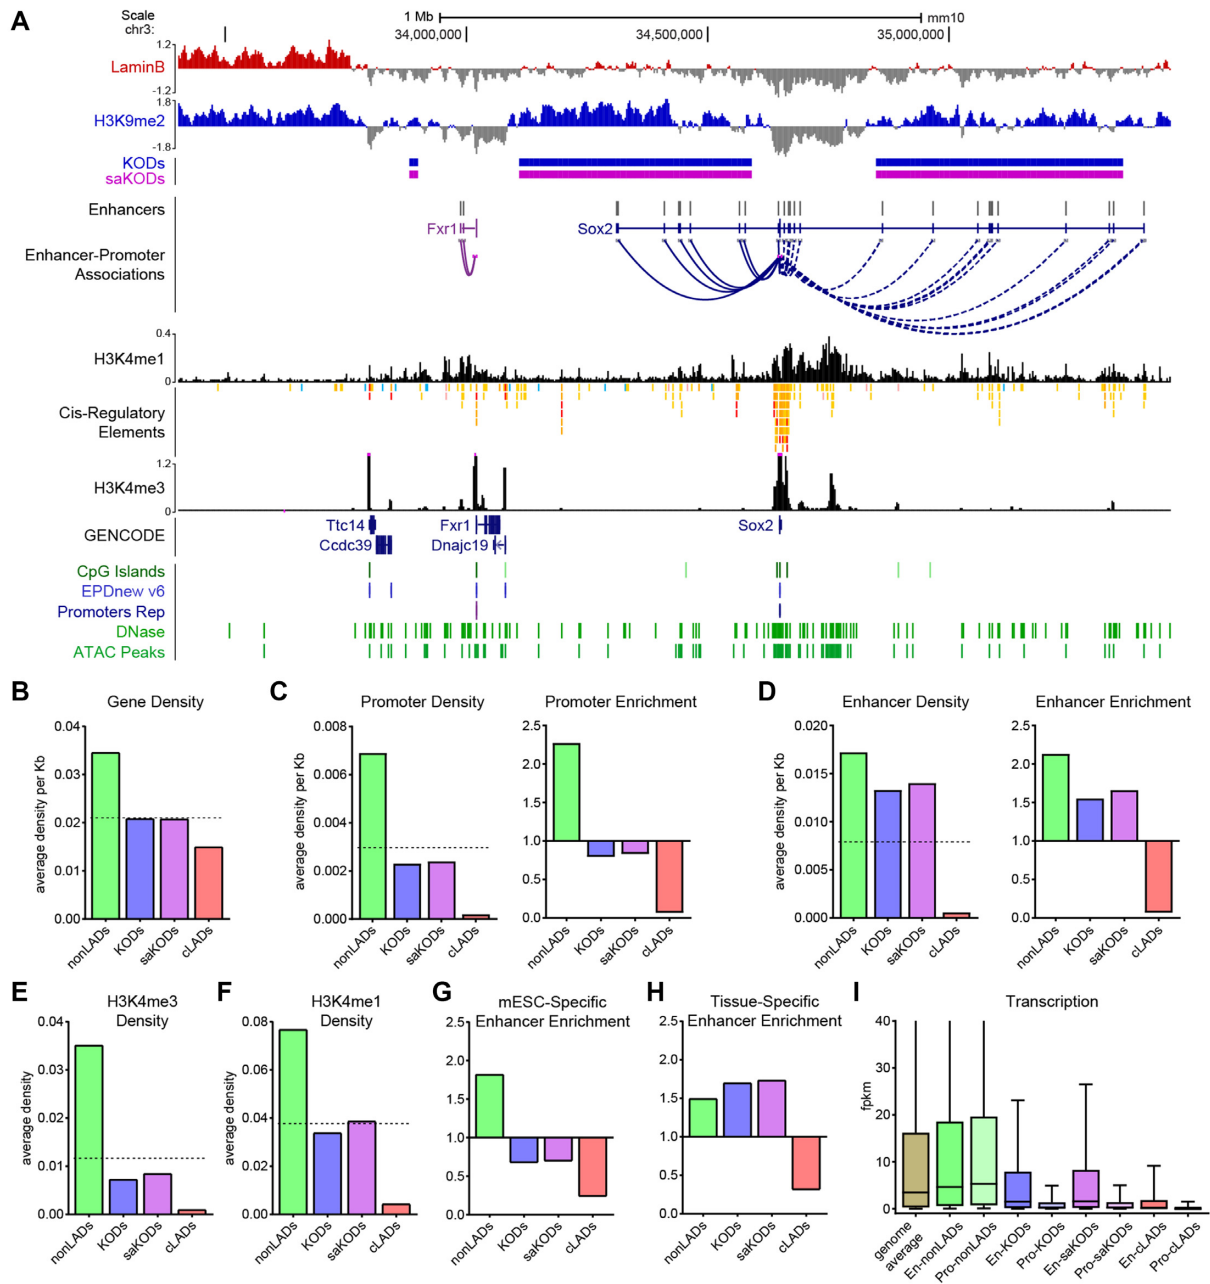 A
Scale
chr3:
1 Mb
mm10
34,000,000
34,500,000
35,000,000
1.2
LaminB
-1.2
1.8
H3K9me2
-1.8
KODs
saKODs
Enhancers
Fxr1
Sox2
Enhancer-Promoter
Associations
0.4
H3K4me1
0
Cis-Regulatory
Elements
1.2
H3K4me3
0
GENCODE
Ttc14
Fxr1
Sox2
Ccdc39
Dnajc19
CpG Islands
EPDnew v6
Promoters Rep
DNase
ATAC Peaks
B
Gene Density
average density per Kb
0.04
0.03
0.02
0.01
0.00
nonLADs
KODs
saKODs
cLADs
C
Promoter Density
average density per Kb
0.008
0.006
0.004
0.002
0.000
nonLADs
KODs
saKODs
cLADs
Promoter Enrichment
2.5
2.0
1.5
1.0
0.5
0.0
nonLADs
KODs
saKODs
cLADs
D
Enhancer Density
average density per Kb
0.020
0.015
0.010
0.005
0.000
nonLADs
KODs
saKODs
cLADs
Enhancer Enrichment
2.5
2.0
1.5
1.0
0.5
0.0
nonLADs
KODs
saKODs
cLADs
E
H3K4me3
Density
average density
0.04
0.03
0.02
0.01
0.00
nonLADs
KODs
saKODs
cLADs
F
H3K4me1
Density
average density
0.08
0.06
0.04
0.02
0.00
nonLADs
KODs
saKODs
cLADs
G
mESC-Specific
Enhancer Enrichment
2.5
2.0
1.5
1.0
0.5
0.0
nonLADs
KODs
saKODs
cLADs
H
Tissue-Specific
Enhancer Enrichment
2.5
2.0
1.5
1.0
0.5
0.0
nonLADs
KODs
saKODs
cLADs
I
Transcription
fpkm
40
30
20
10
0
genome
average
En-nonLADs
Pro-nonLADs
En-KODs
Pro-KODs
En-saKODs
Pro-saKODs
En-cLADs
Pro-cLADs